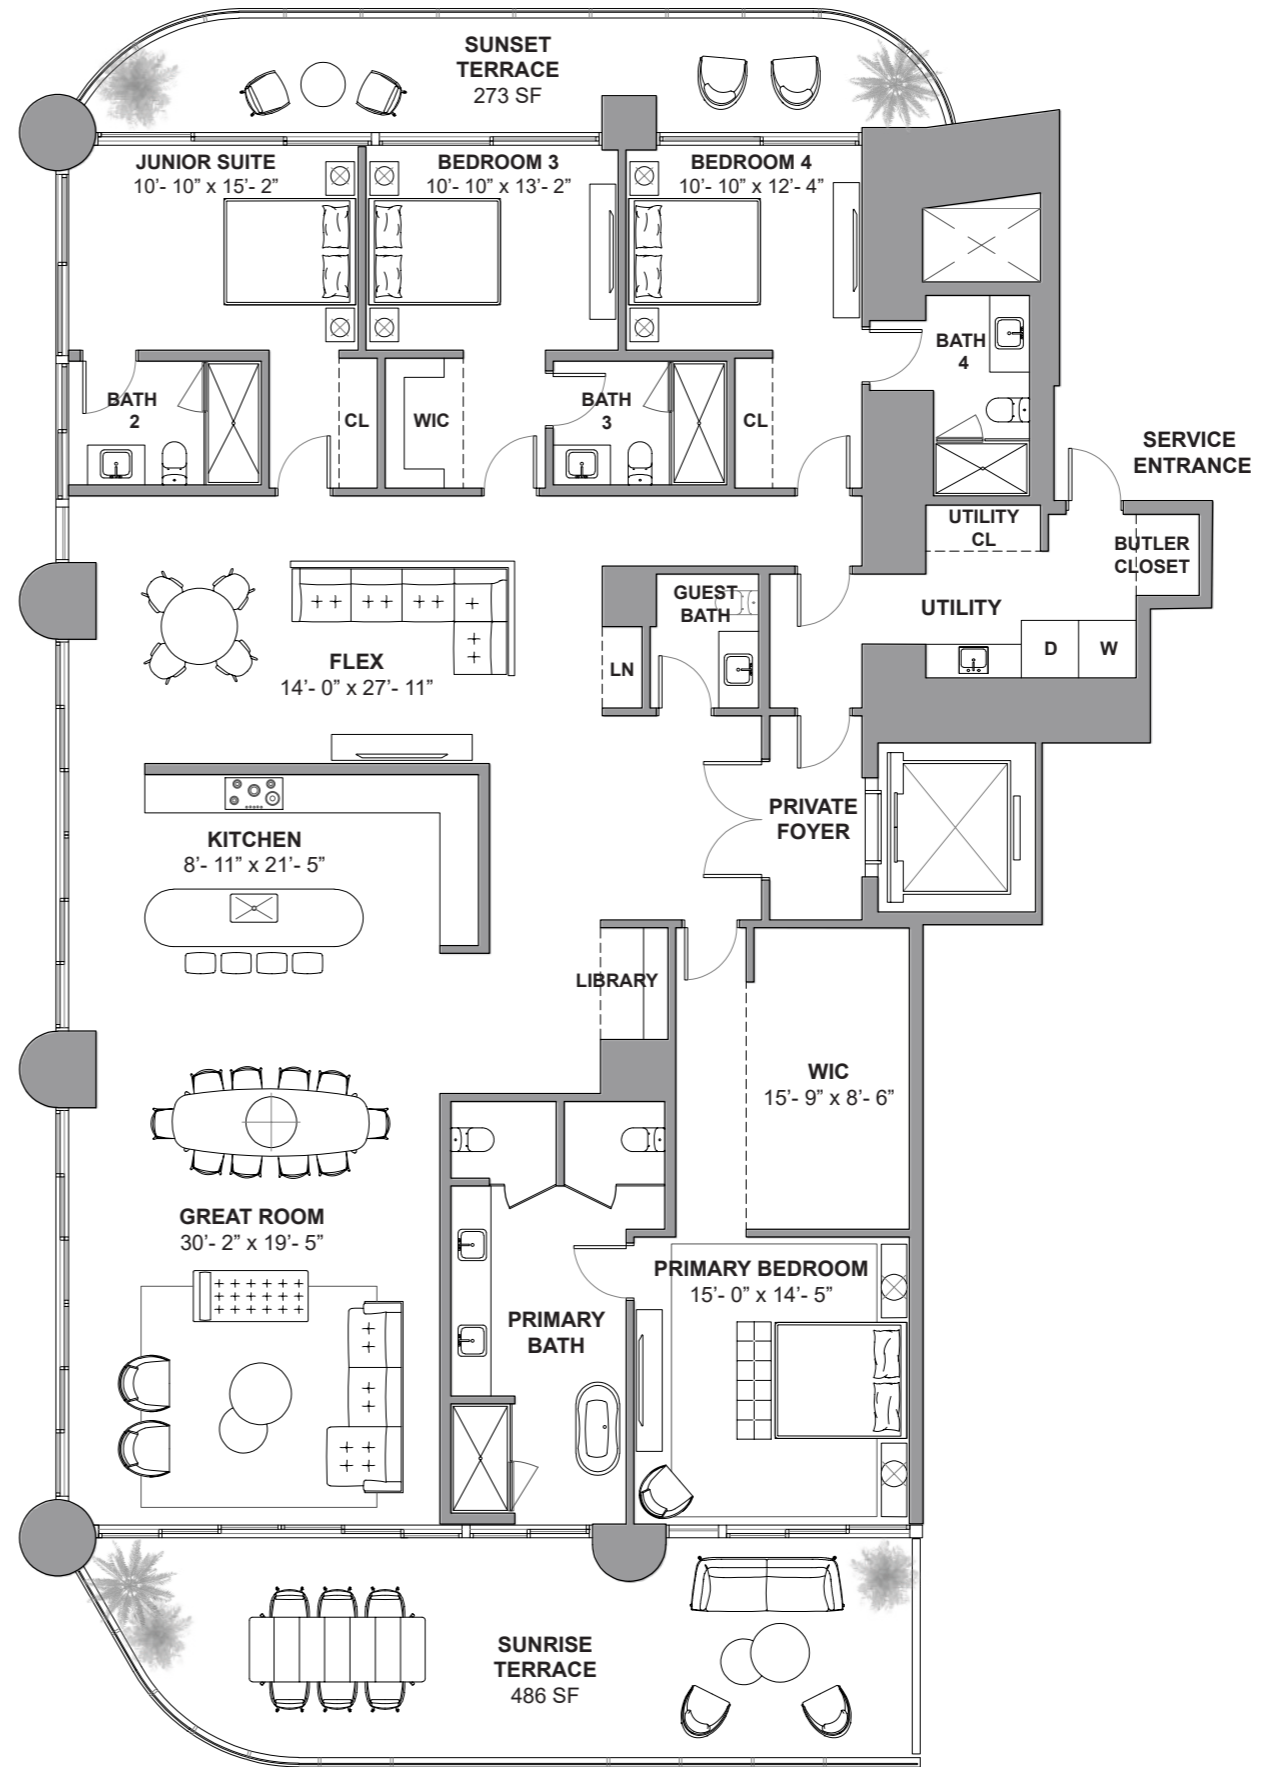 SUNSET
TERRACE
273 SF
JUNIOR SUITE
10’- 10” x 15’- 2”
BEDROOM 3
10’- 10” x 13’- 2”
BEDROOM 4
10’- 10” x 12’- 4”
BATH
2
CL
WIC
BATH
3
CL
BATH
4
SERVICE
ENTRANCE
UTILITY
CL
BUTLER
CLOSET
GUEST
BATH
UTILITY
D
W
LN
FLEX
14’- 0” x 27’- 11”
PRIVATE
FOYER
KITCHEN
8’- 11” x 21’- 5”
LIBRARY
WIC
15’- 9” x 8’- 6”
GREAT ROOM
30’- 2” x 19’- 5”
PRIMARY BEDROOM
15’- 0” x 14’- 5”
PRIMARY
BATH
SUNRISE
TERRACE
486 SF